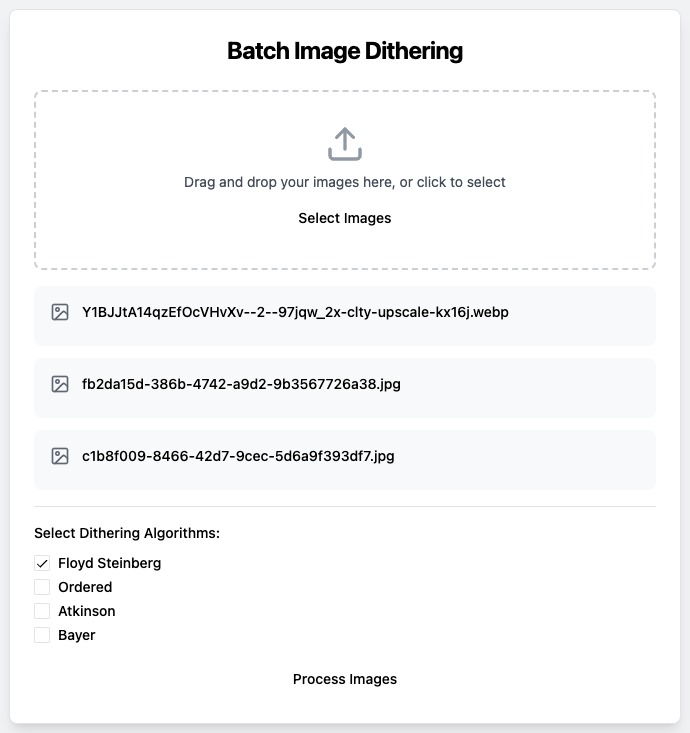 Batch Image Dithering
Drag and drop your images here, or click to select
Select Images
Y1BJJtA14qzEfOcVHvXv--2--97jqw_2x-clty-upscale-kx16j.webp
fb2da15d-386b-4742-a9d2-9b3567726a38.jpg
c1b8f009-8466-42d7-9cec-5d6a9f393df7.jpg
Select Dithering Algorithms:
Floyd Steinberg
Ordered
Atkinson
Bayer
Process Images